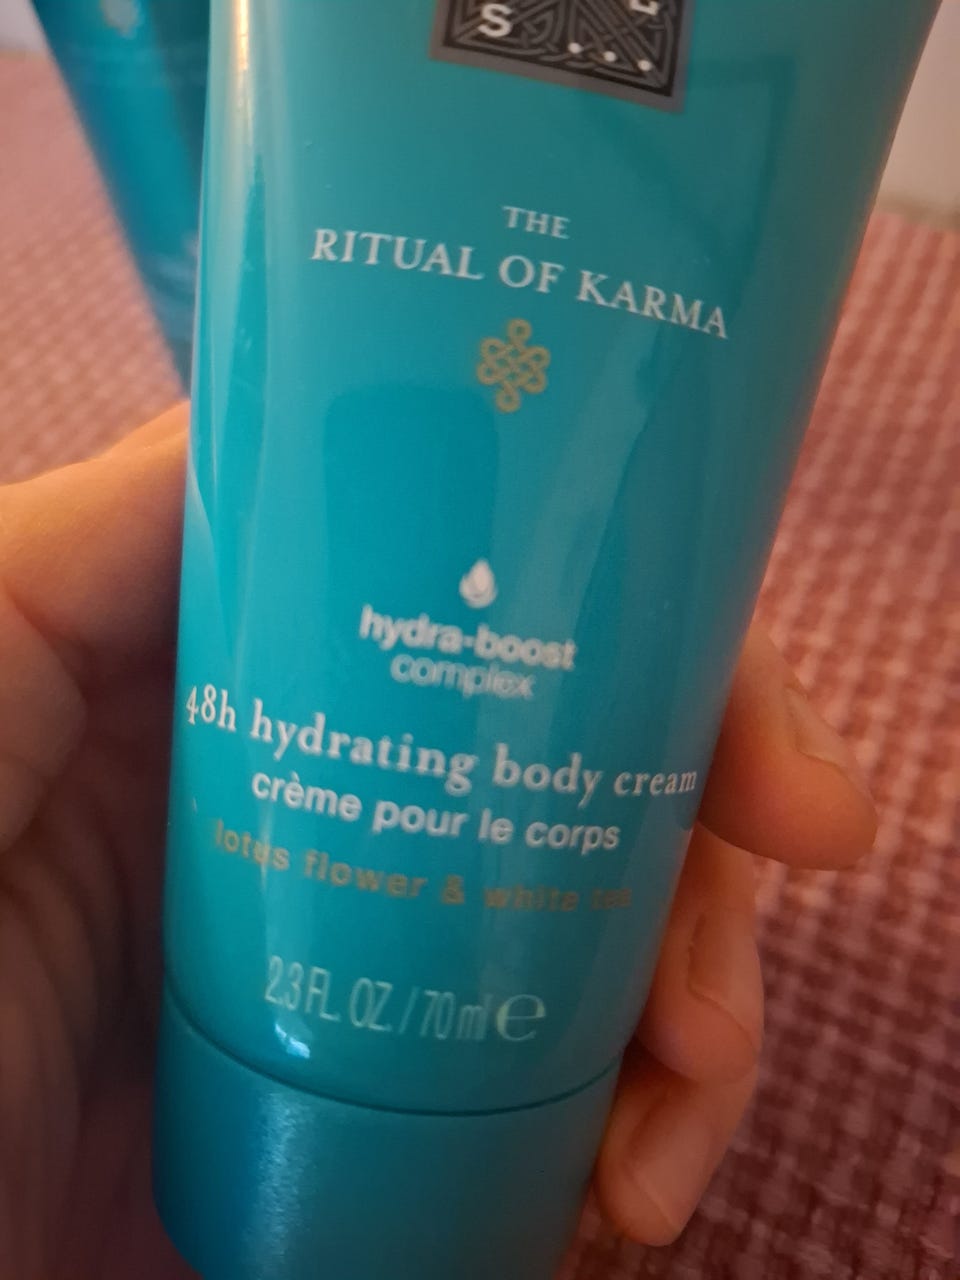 S L
...
THE
RITUAL OF KARMA
hydra-boost
complex
48h hydrating body cream
crème pour le corps
lotus flower & white tea
2.3 FL. OZ. / 70 ml e